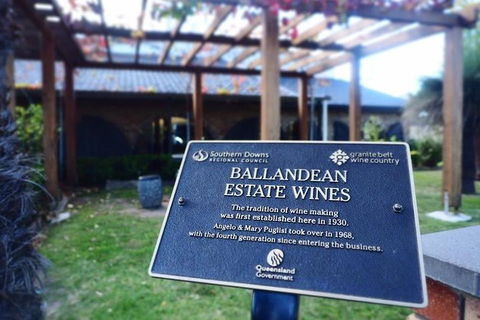 Southern Downs
REGIONAL COUNCIL
granite belt
wine country
BALLANDEAN
ESTATE WINES
The tradition of wine making
was first established here in 1930.
Angelo & Mary Puglisi took over in 1968,
with the fourth generation since entering the business.
Queensland
Government